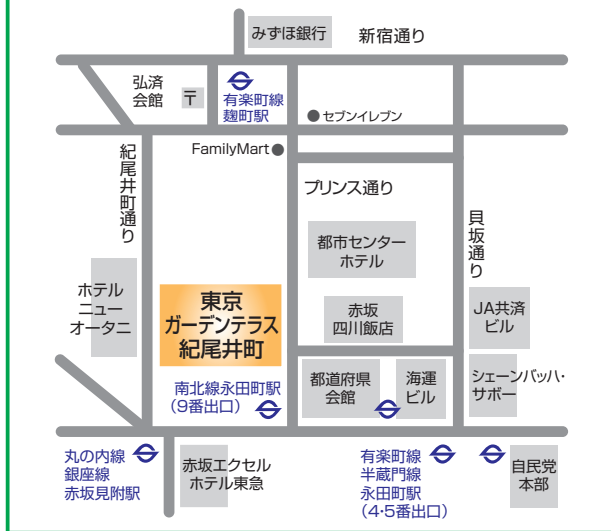 みずほ銀行
新宿通り
弘済
会館
〒
有楽町線
麹町駅
セブンイレブン
FamilyMart
紀尾井町通り
プリンス通り
貝坂通り
都市センター
ホテル
ホテル
ニュー
オータニ
東京
ガーデンテラス
紀尾井町
赤坂
四川飯店
JA共済
ビル
南北線永田町駅
(9番出口)
都道府県
会館
海運
ビル
シェーンバッハ・
サボー
丸の内線
銀座線
赤坂見附駅
赤坂エクセル
ホテル東急
有楽町線
半蔵門線
永田町駅
(4・5番出口)
自民党
本部